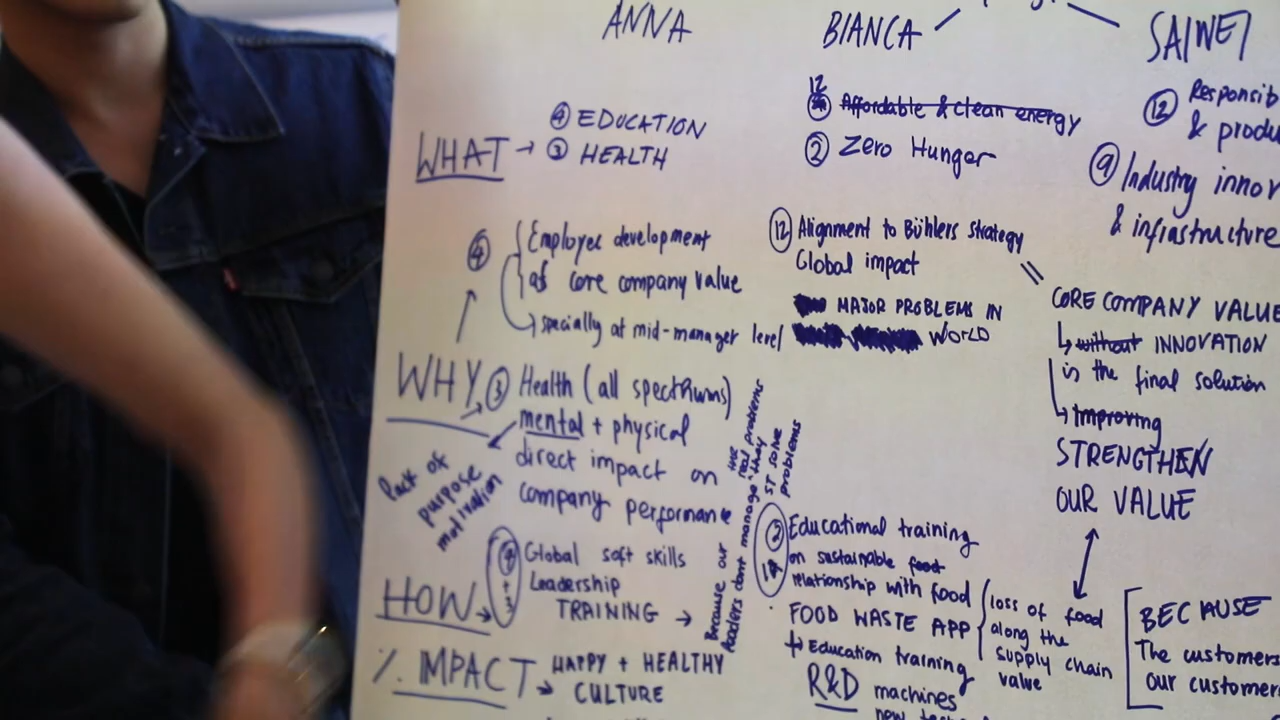 ANNA
BIANCA
SAIWEI
WHAT → ④ EDUCATION
③ HEALTH
12
Affordable & clean energy
② Zero Hunger
⑫ Responsib
& produ
⑨ Industry innov
& infrastructure
WHY
④ Employee development
as core company value
↳ specially at mid-manager level
③ Health (all spectrums)
mental + physical
direct impact on
company performance
lack of
purpose
motivation
⑫ Alignment to Bühlers strategy
Global impact
MAJOR PROBLEMS IN
WORLD
CORE COMPANY VALUE
↳ without INNOVATION
is the final solution
↳ Improving
STRENGTHEN
OUR VALUE
HOW →
4
+
3
Global soft skills
Leadership
TRAINING →
Because our
leaders dont manage they
real problems
ST solve
problems
②
Educational training
on sustainable food
relationship with food
FOOD WASTE APP
+ Education training
R&D machines
loss of food
along the
supply chain
value
BECAUSE
The customers
our customer
% IMPACT → HAPPY + HEALTHY
CULTURE